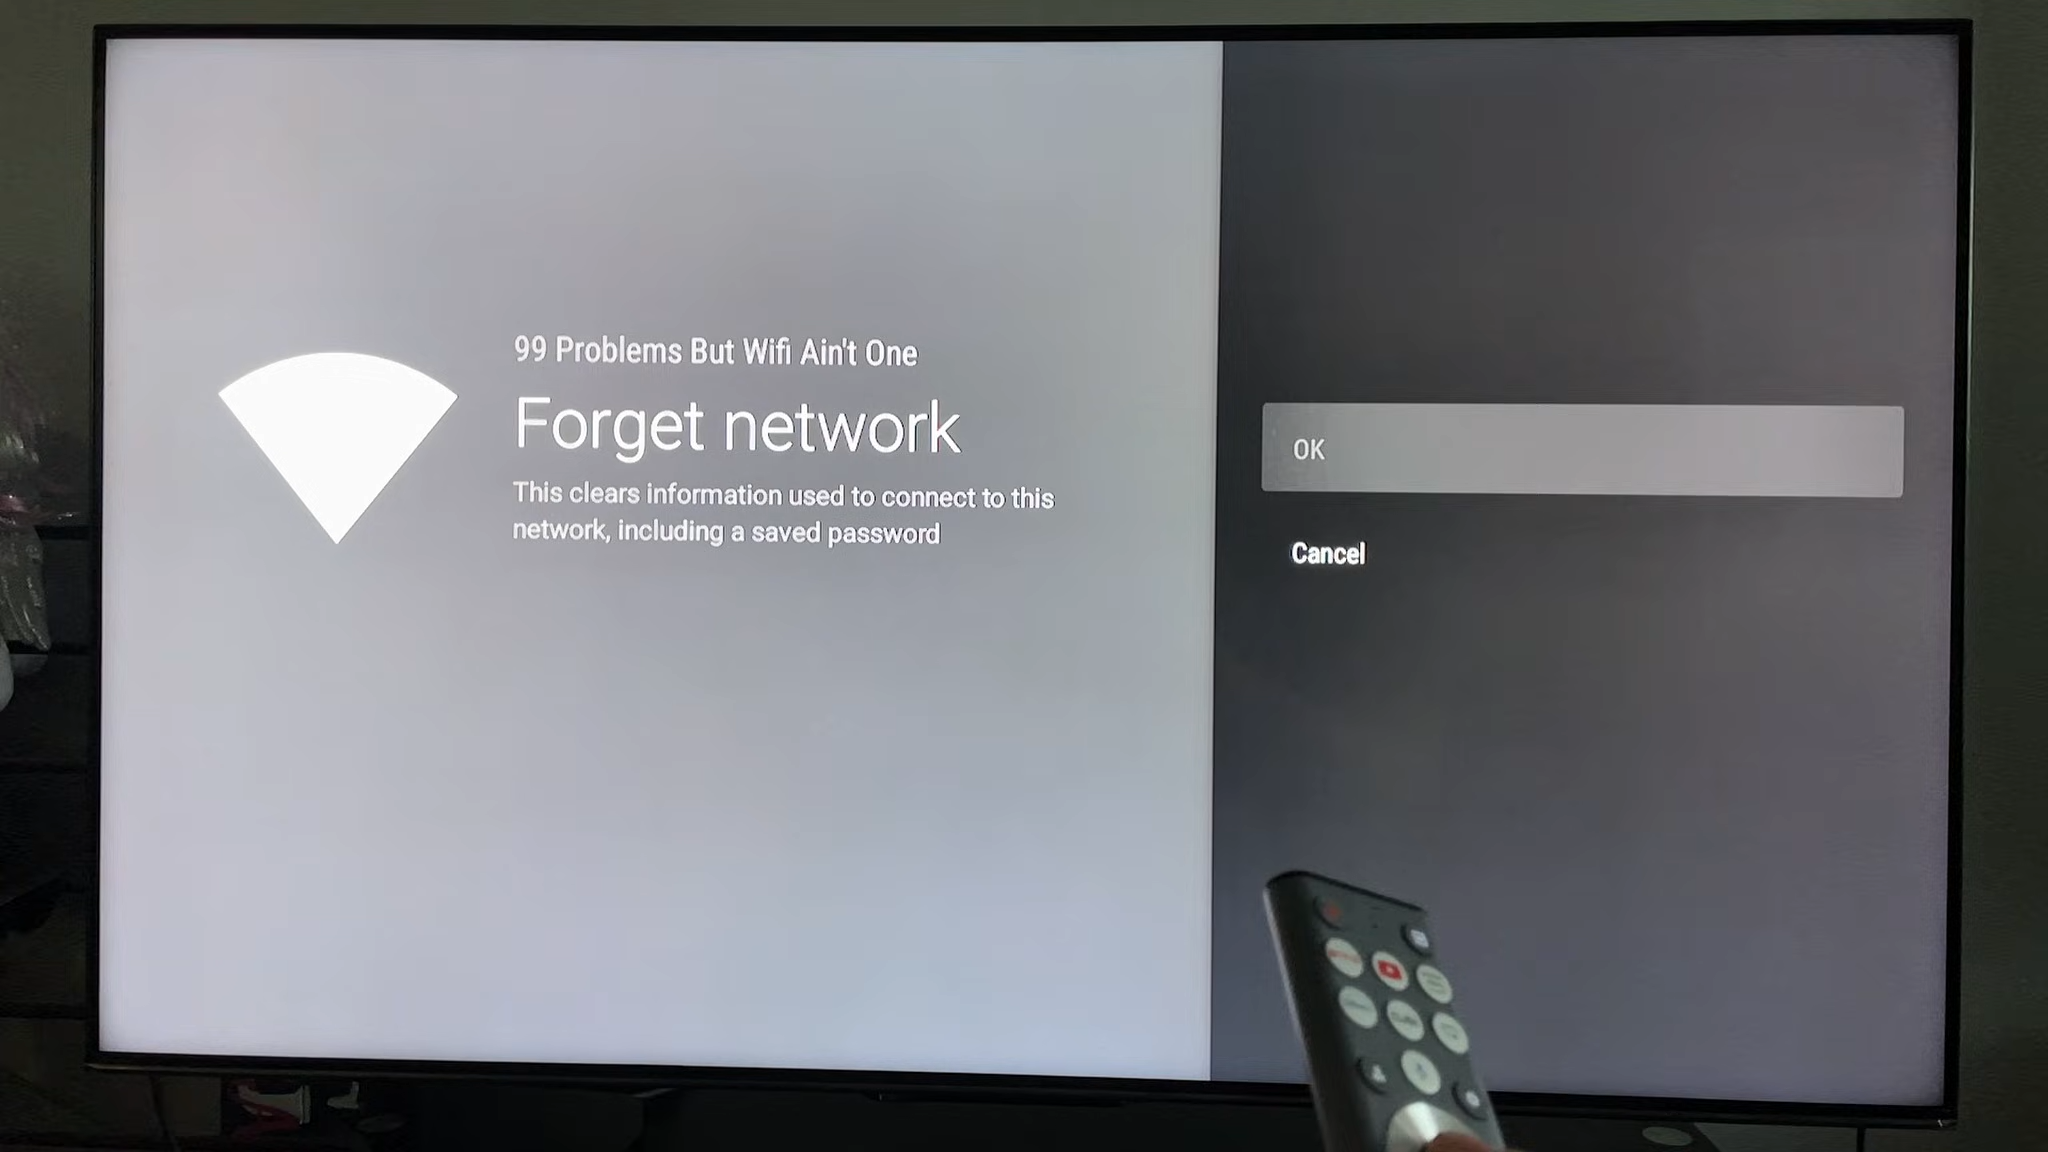 99 Problems But Wifi Ain't One
Forget network
This clears information used to connect to this
network, including a saved password
OK
Cancel